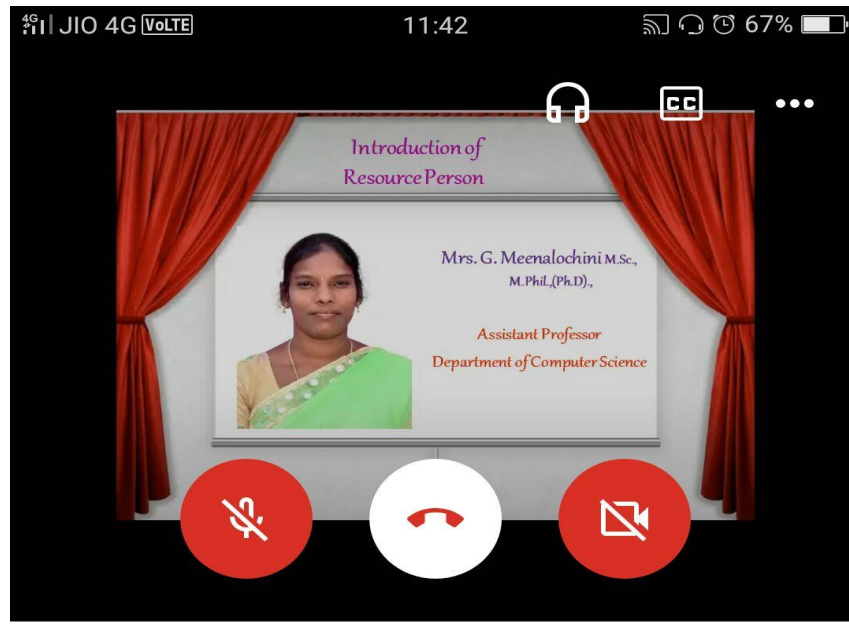 4G JIO 4G VoLTE 11:42 67%
CC
Introduction of
Resource Person
Mrs. G. Meenalochini M.Sc.,
M.Phil.,(Ph.D).,
Assistant Professor
Department of Computer Science